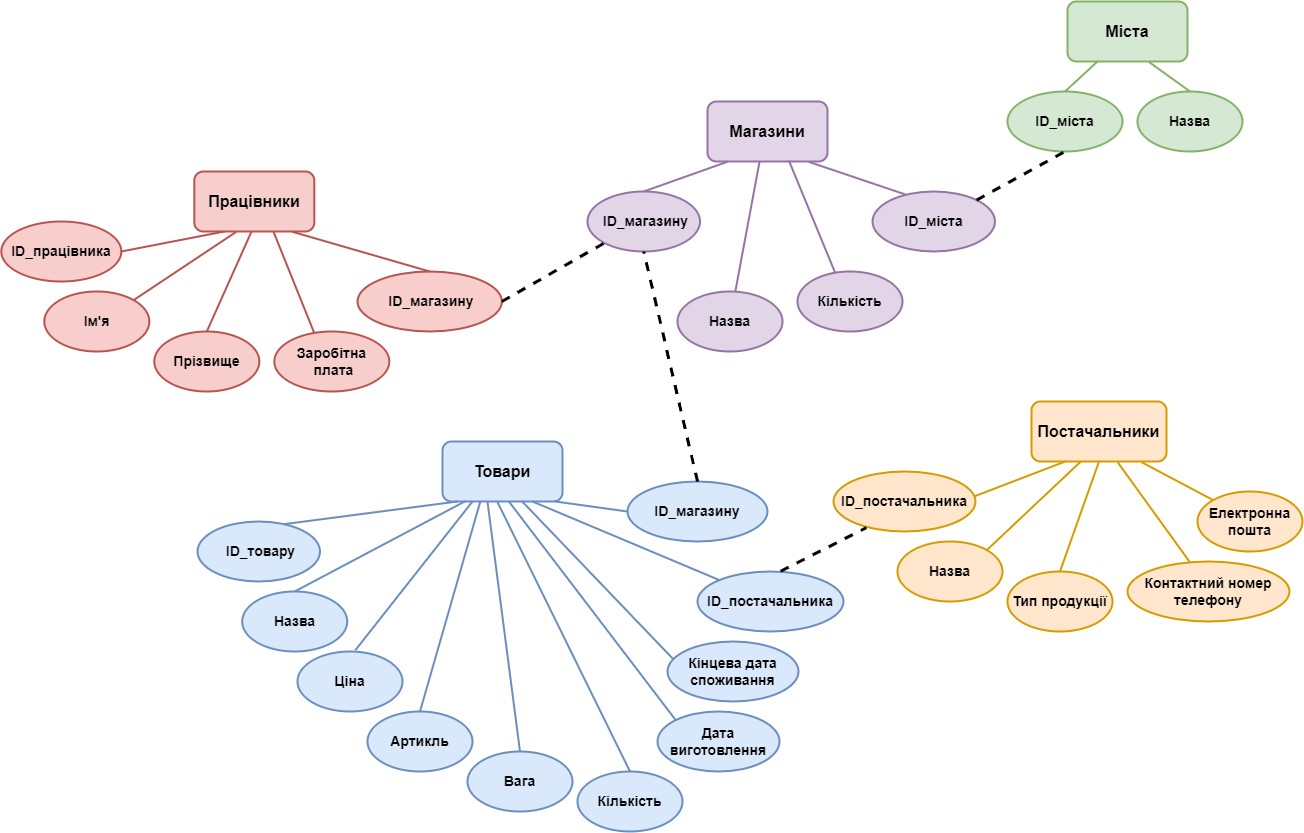 Міста
ID_міста
Назва
Магазини
ID_магазину
Назва
Кількість
ID_міста
Працівники
ID_працівника
Ім'я
Прізвище
Заробітна
плата
ID_магазину
Товари
ID_товару
Назва
Ціна
Артикль
Вага
Кількість
Дата
виготовлення
Кінцева дата
споживання
ID_постачальника
ID_магазину
Постачальники
ID_постачальника
Назва
Тип продукції
Контактний номер
телефону
Електронна
пошта